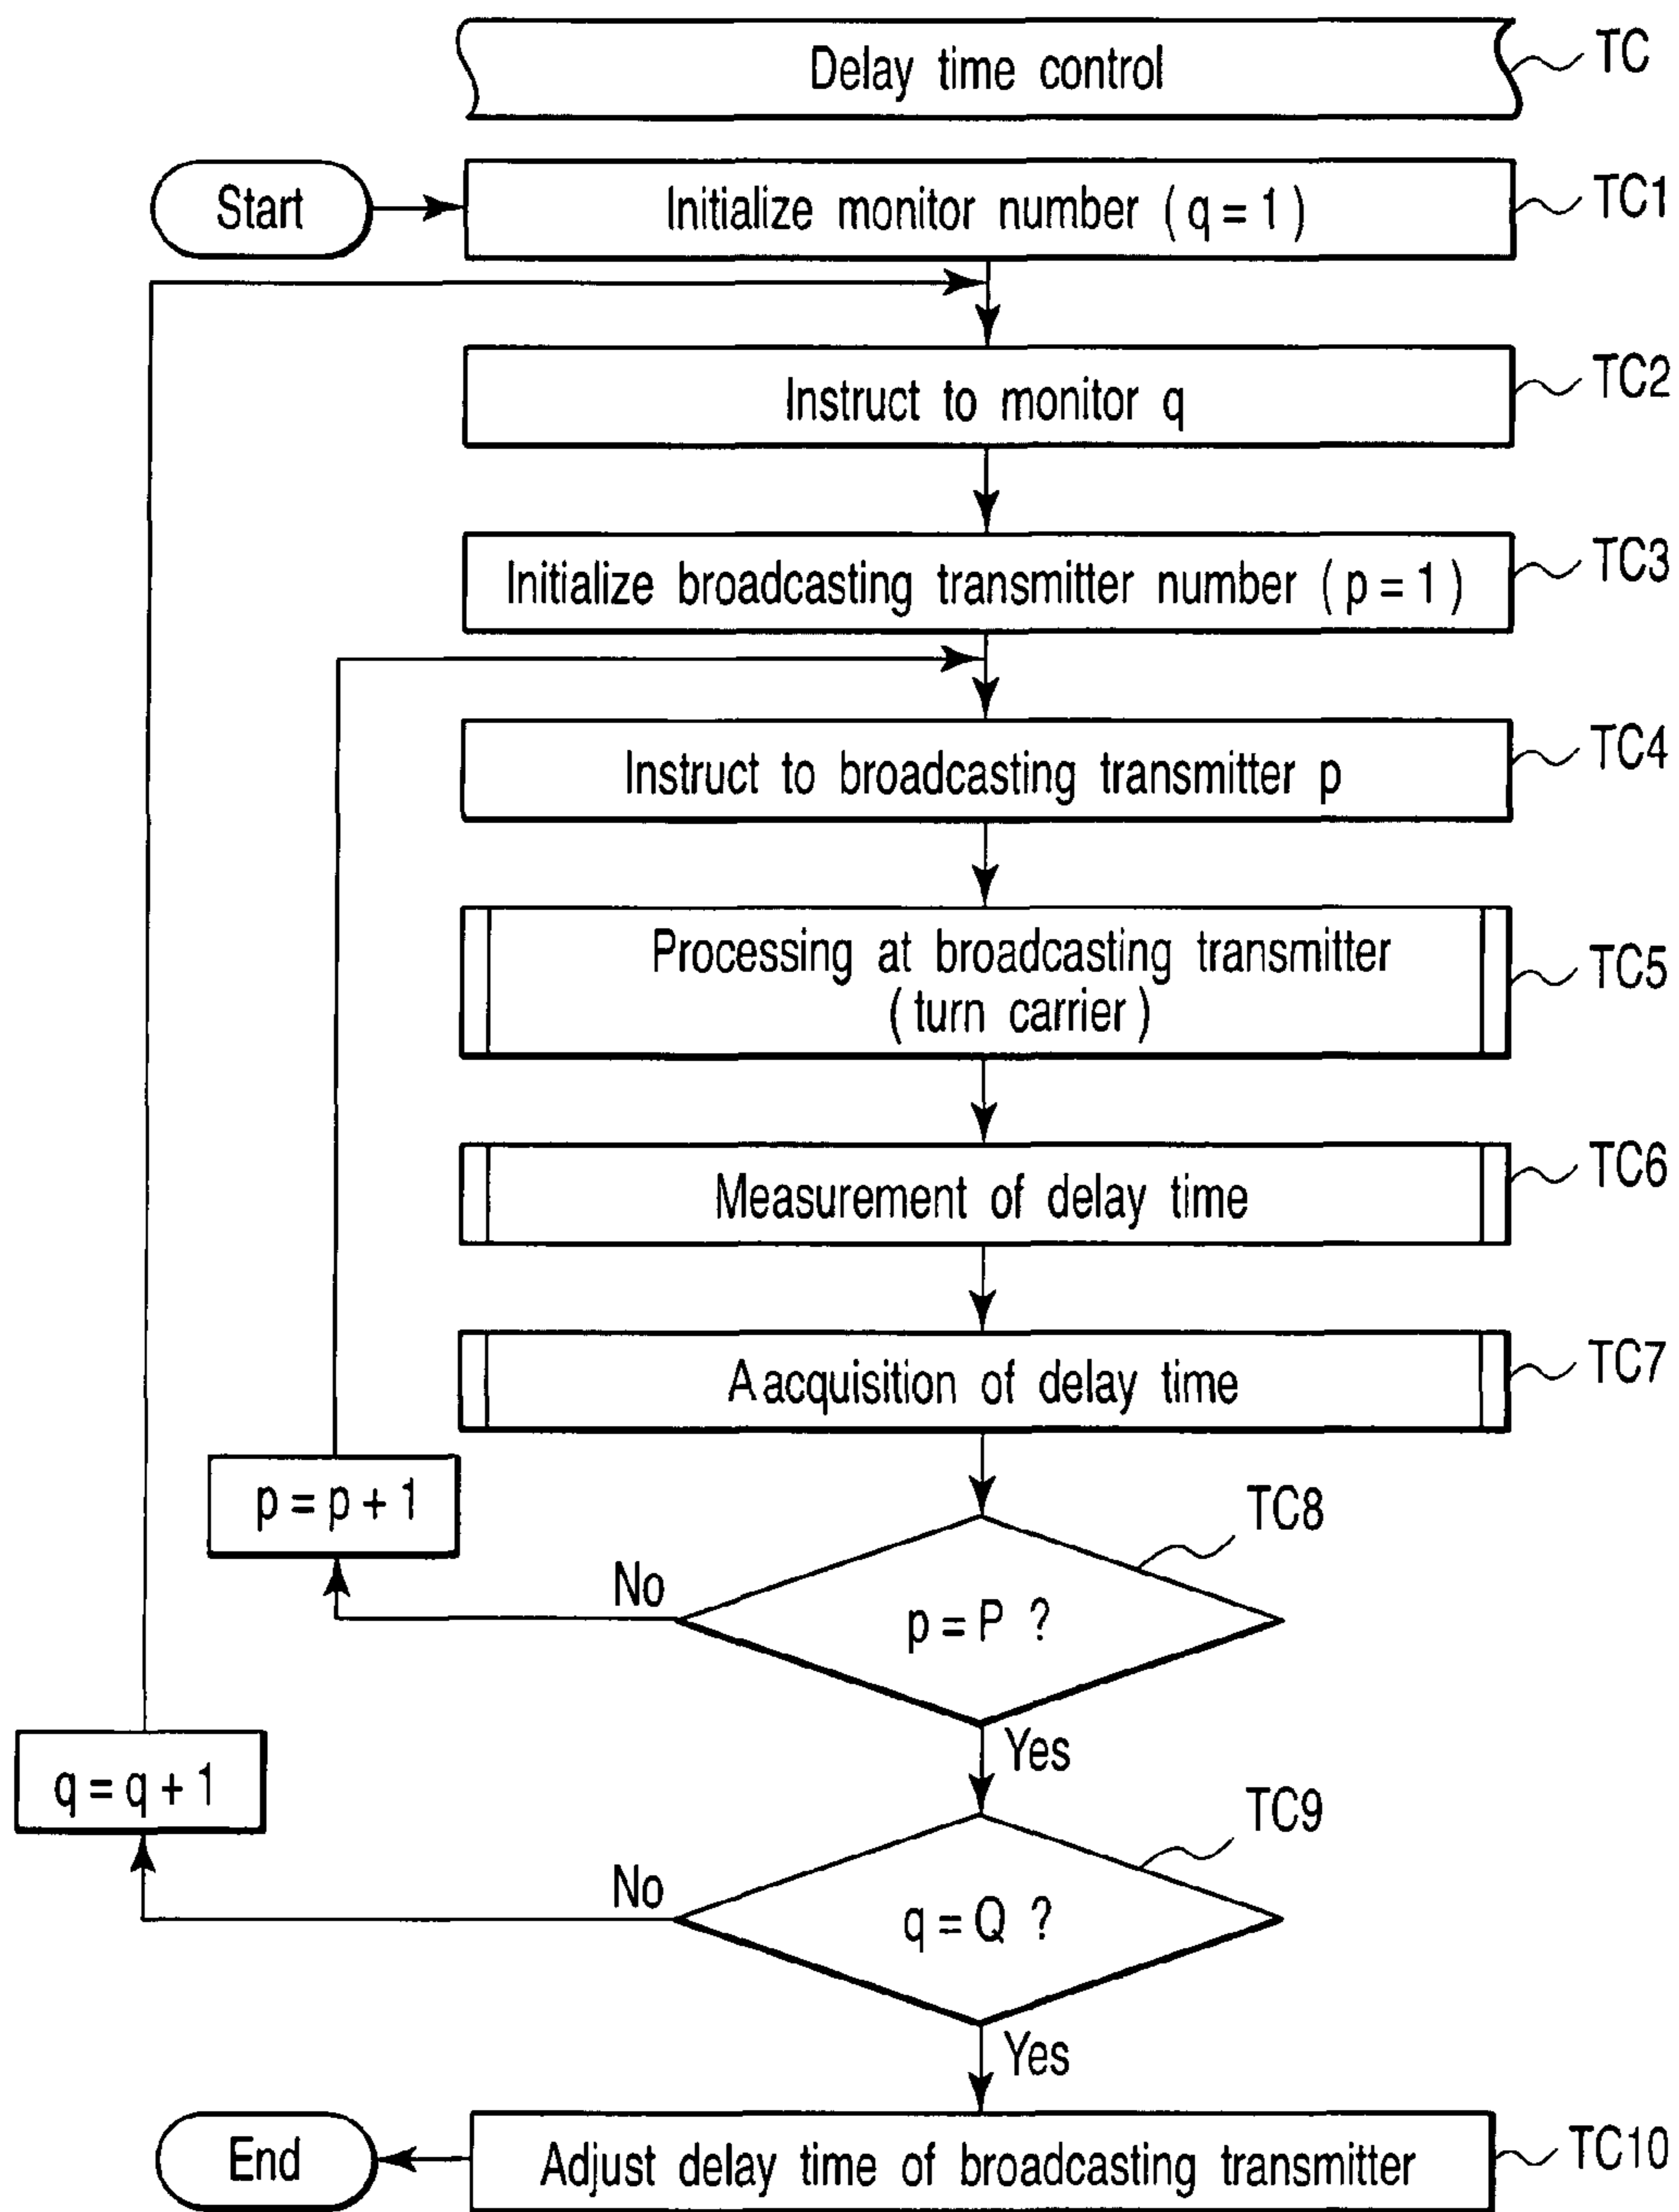 Delay time control
TC
Start
Initialize monitor number ( q = 1 )
TC1
Instruct to monitor q
TC2
Initialize broadcasting transmitter number ( p = 1 )
TC3
Instruct to broadcasting transmitter p
TC4
Processing at broadcasting transmitter
( turn carrier )
TC5
Measurement of delay time
TC6
A acquisition of delay time
TC7
p = p + 1
TC8
No
p = P ?
Yes
q = q + 1
TC9
No
q = Q ?
Yes
End
Adjust delay time of broadcasting transmitter
TC10